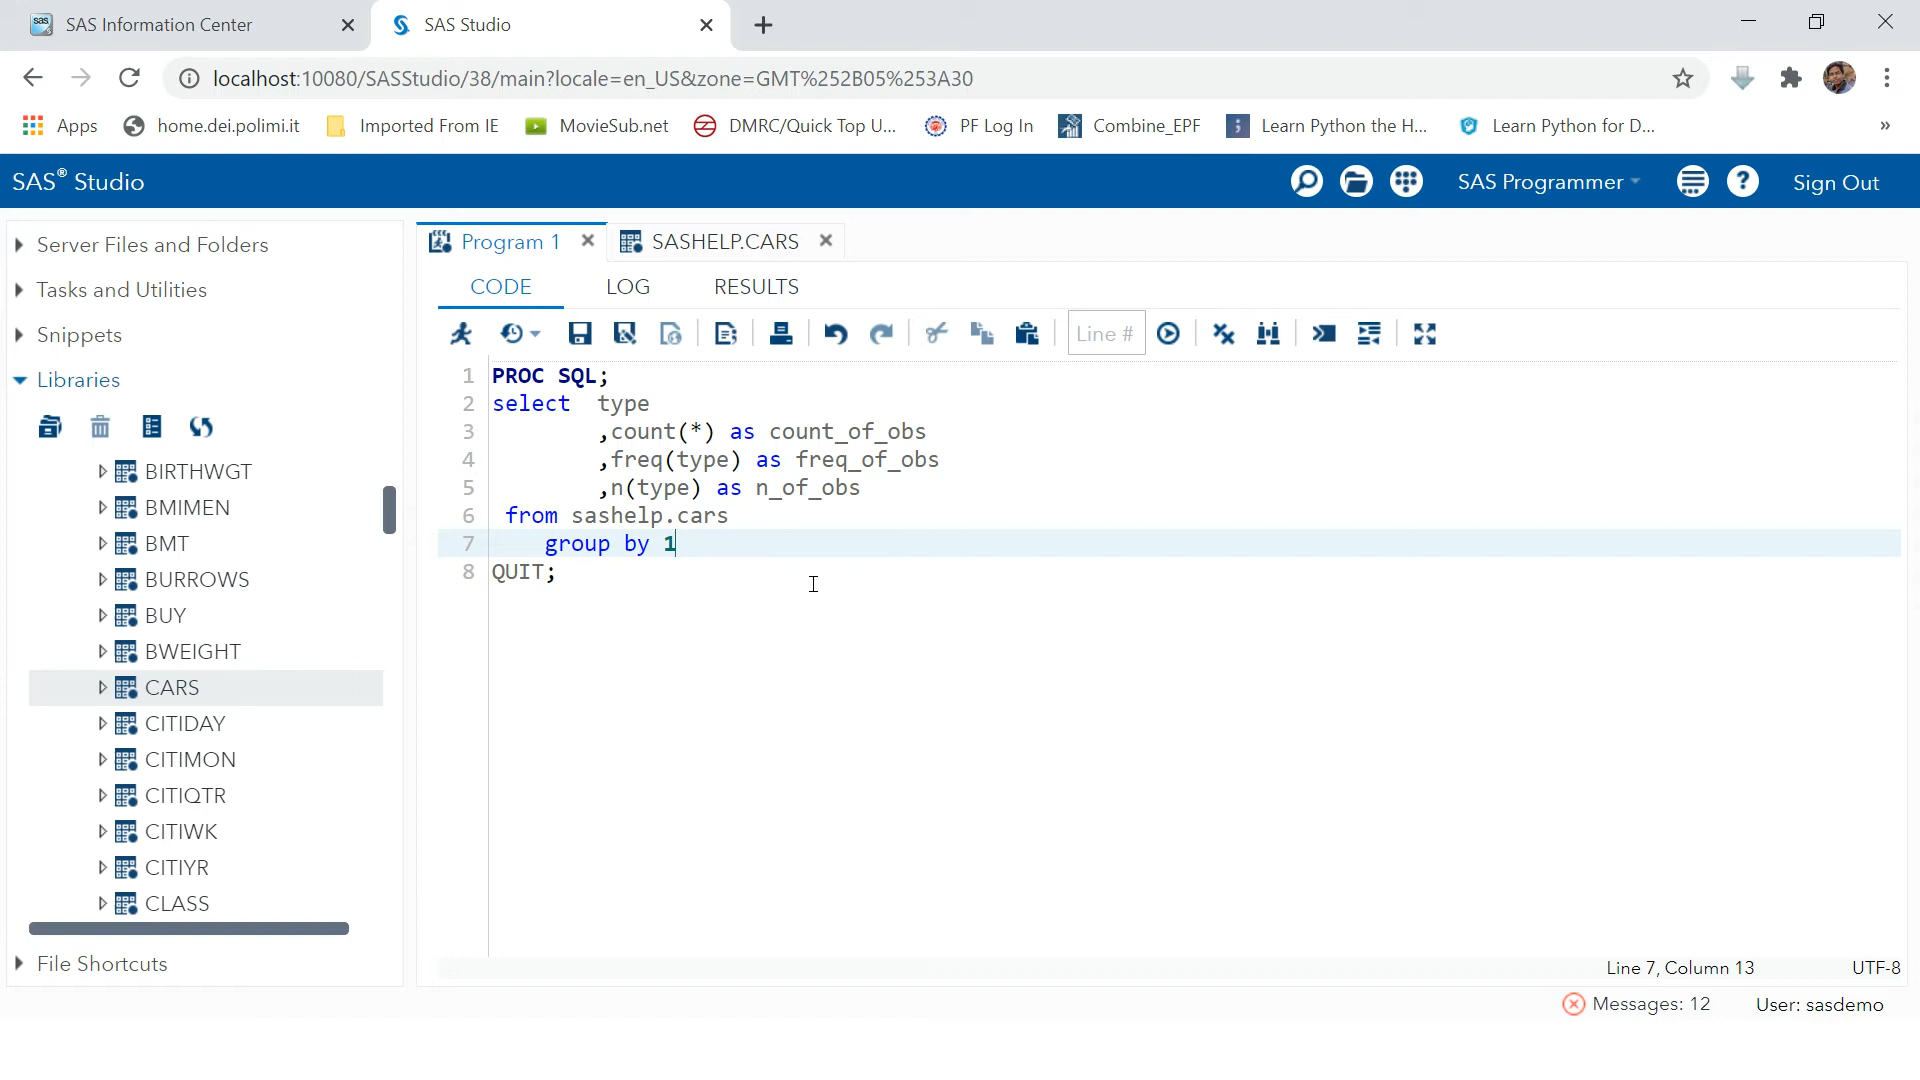 SAS Information Center
SAS Studio
localhost:10080/SASStudio/38/main?locale=en_US&zone=GMT%252B05%253A30
Apps
home.dei.polimi.it
Imported From IE
MovieSub.net
DMRC/Quick Top U...
PF Log In
Combine_EPF
Learn Python the H...
Learn Python for D...
»
SAS® Studio
SAS Programmer
Sign Out
Server Files and Folders
Tasks and Utilities
Snippets
Libraries
BIRTHWGT
BMIMEN
BMT
BURROWS
BUY
BWEIGHT
CARS
CITIDAY
CITIMON
CITIQTR
CITIWK
CITIYR
CLASS
File Shortcuts
Program 1
SASHELP.CARS
CODE
LOG
RESULTS
Line #
1 PROC SQL;
2 select  type
3 ,count(*) as count_of_obs
4 ,freq(type) as freq_of_obs
5 ,n(type) as n_of_obs
6 from sashelp.cars
7 group by 1
8 QUIT;
Line 7, Column 13
UTF-8
Messages: 12
User: sasdemo